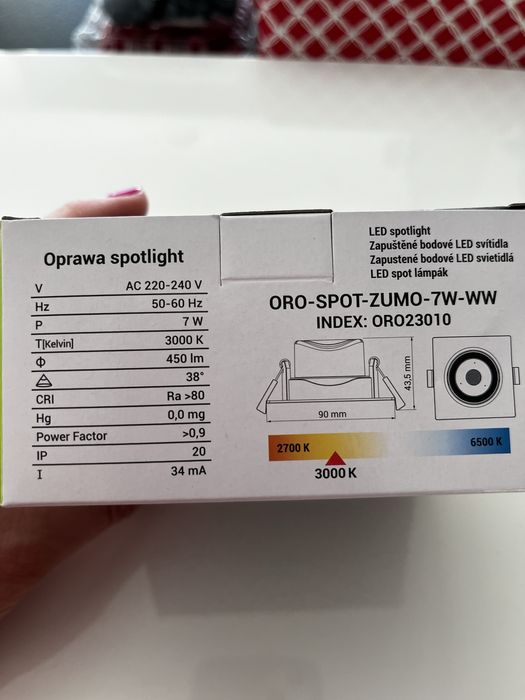 Oprawa spotlight
V AC 220-240 V
Hz 50-60 Hz
P 7 W
T[Kelvin] 3000 K
Φ 450 lm
38°
CRI Ra >80
Hg 0,0 mg
Power Factor >0,9
IP 20
I 34 mA
LED spotlight
Zapuštěné bodové LED svítidla
Zapustené bodové LED svietidlá
LED spot lámpák
ORO-SPOT-ZUMO-7W-WW
INDEX: ORO23010
43,5 mm
90 mm
2700 K 6500 K
3000 K